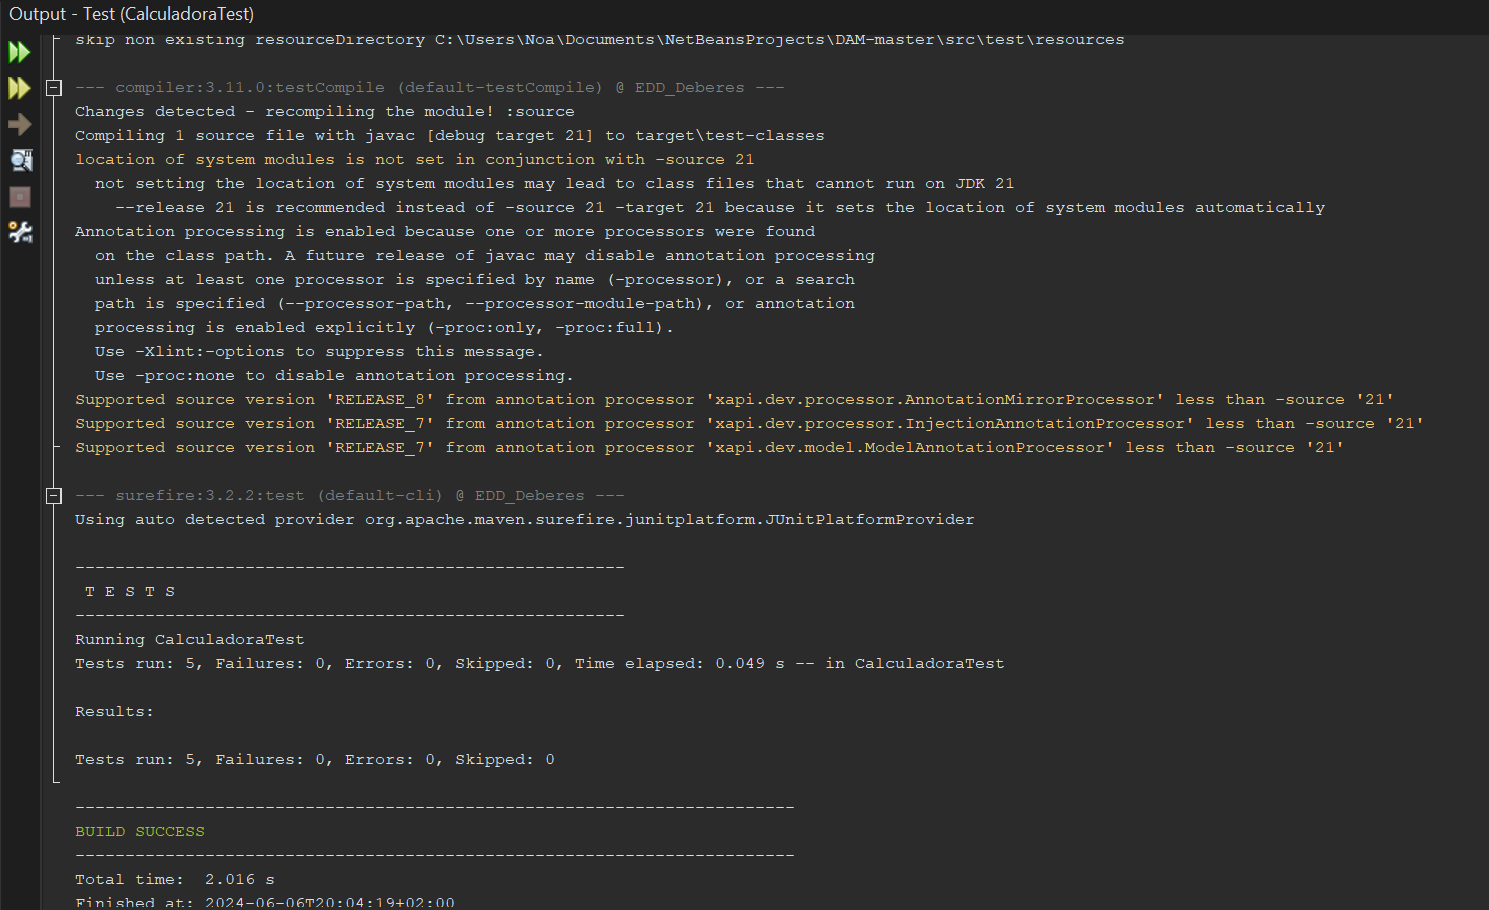 Output - Test (CalculadoraTest)
skip non existing resourceDirectory C:\Users\Noa\Documents\NetBeansProjects\DAM-master\src\test\resources
--- compiler:3.11.0:testCompile (default-testCompile) @ EDD_Deberes ---
Changes detected - recompiling the module! :source
Compiling 1 source file with javac [debug target 21] to target\test-classes
location of system modules is not set in conjunction with -source 21
not setting the location of system modules may lead to class files that cannot run on JDK 21
--release 21 is recommended instead of -source 21 -target 21 because it sets the location of system modules automatically
Annotation processing is enabled because one or more processors were found
on the class path. A future release of javac may disable annotation processing
unless at least one processor is specified by name (-processor), or a search
path is specified (--processor-path, --processor-module-path), or annotation
processing is enabled explicitly (-proc:only, -proc:full).
Use -Xlint:-options to suppress this message.
Use -proc:none to disable annotation processing.
Supported source version 'RELEASE_8' from annotation processor 'xapi.dev.processor.AnnotationMirrorProcessor' less than -source '21'
Supported source version 'RELEASE_7' from annotation processor 'xapi.dev.processor.InjectionAnnotationProcessor' less than -source '21'
Supported source version 'RELEASE_7' from annotation processor 'xapi.dev.model.ModelAnnotationProcessor' less than -source '21'
--- surefire:3.2.2:test (default-cli) @ EDD_Deberes ---
Using auto detected provider org.apache.maven.surefire.junitplatform.JUnitPlatformProvider
-------------------------------------------------------
T E S T S
-------------------------------------------------------
Running CalculadoraTest
Tests run: 5, Failures: 0, Errors: 0, Skipped: 0, Time elapsed: 0.049 s -- in CalculadoraTest
Results:
Tests run: 5, Failures: 0, Errors: 0, Skipped: 0
------------------------------------------------------------------------
BUILD SUCCESS
------------------------------------------------------------------------
Total time:  2.016 s
Finished at: 2024-06-06T20:04:19+02:00